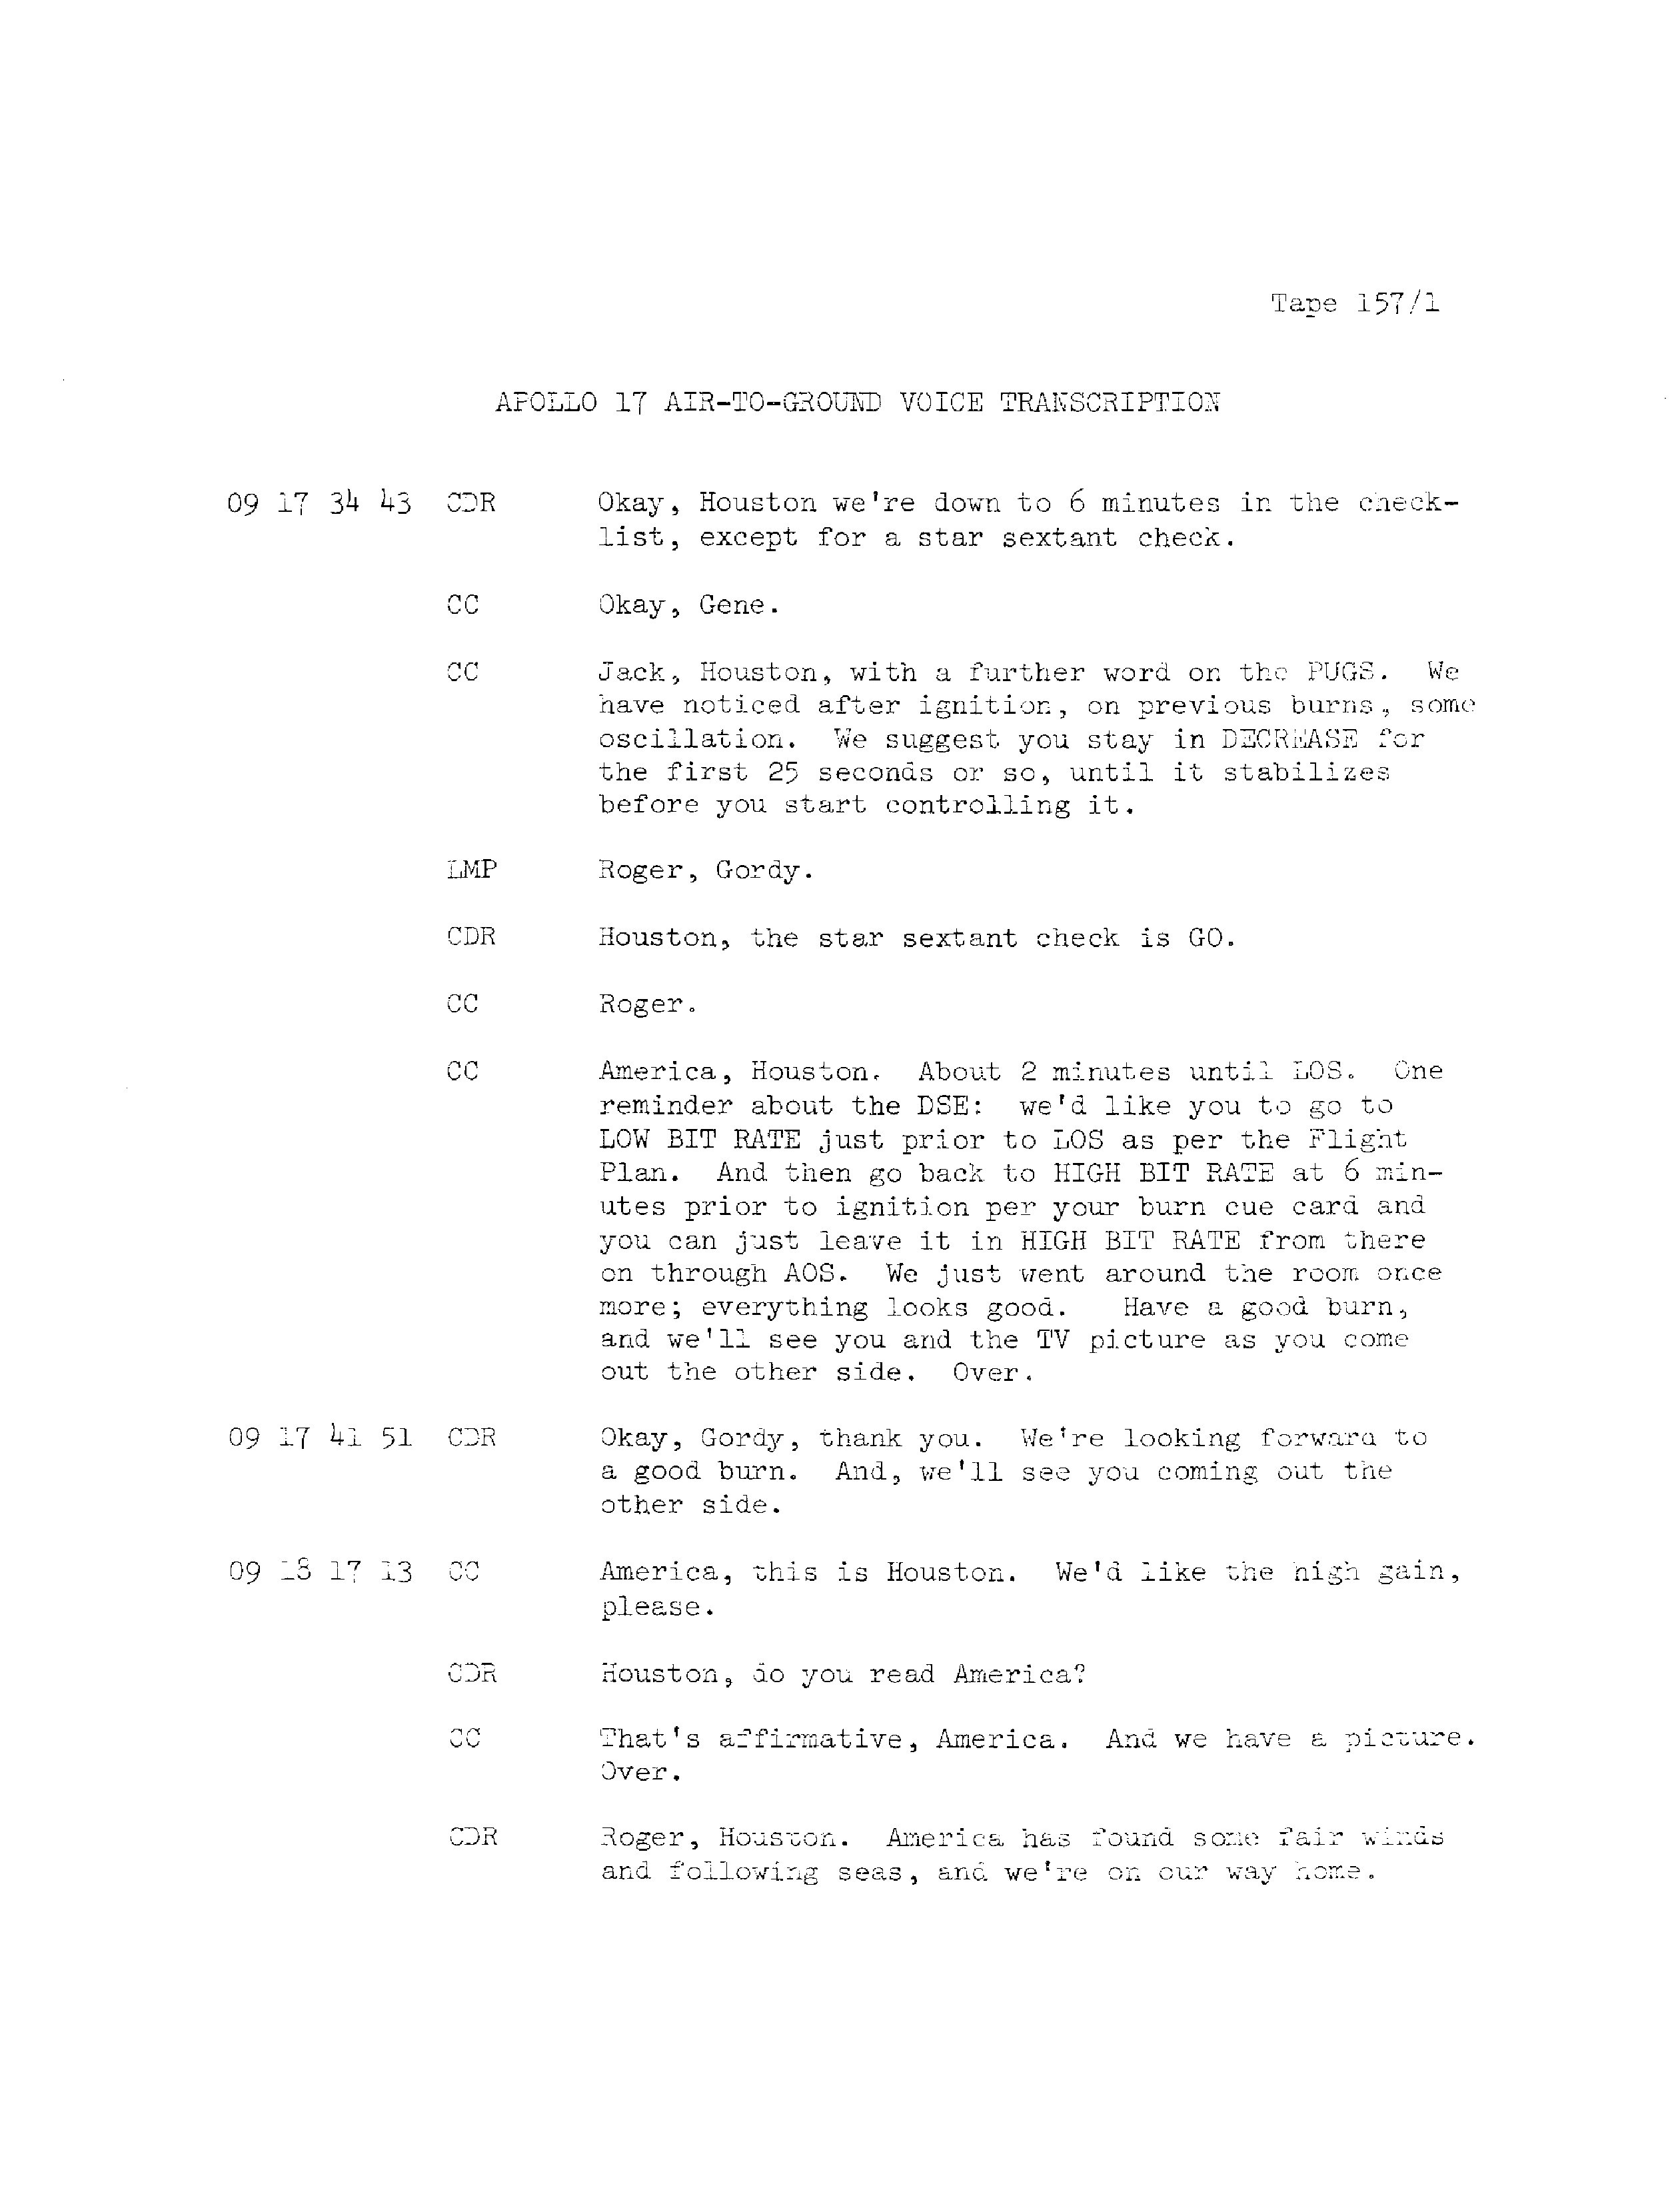 Tape 157/1
APOLLO 17 AIR-TO-GROUND VOICE TRANSCRIPTION
09 17 34 43 CDR Okay, Houston we're down to 6 minutes in the check-
list, except for a star sextant check.
CC Okay, Gene.
CC Jack, Houston, with a further word on the PUGS. We
have noticed after ignition, on previous burns, some
oscillation. We suggest you stay in DECREASE for
the first 25 seconds or so, until it stabilizes
before you start controlling it.
LMP Roger, Gordy.
CDR Houston, the star sextant check is GO.
CC Roger.
CC America, Houston. About 2 minutes until LOS. One
reminder about the DSE: we'd like you to go to
LOW BIT RATE just prior to LOS as per the Flight
Plan. And then go back to HIGH BIT RATE at 6 min-
utes prior to ignition per your burn cue card and
you can just leave it in HIGH BIT RATE from there
on through AOS. We just went around the room once
more; everything looks good. Have a good burn,
and we'll see you and the TV picture as you come
out the other side. Over.
09 17 41 51 CDR Okay, Gordy, thank you. We're looking forward to
a good burn. And, we'll see you coming out the
other side.
09 18 17 13 CC America, this is Houston. We'd like the high gain,
please.
CDR Houston, do you read America?
CC That's affirmative, America. And we have a picture.
Over.
CDR Roger, Houston. America has found some fair winds
and following seas, and we're on our way home.